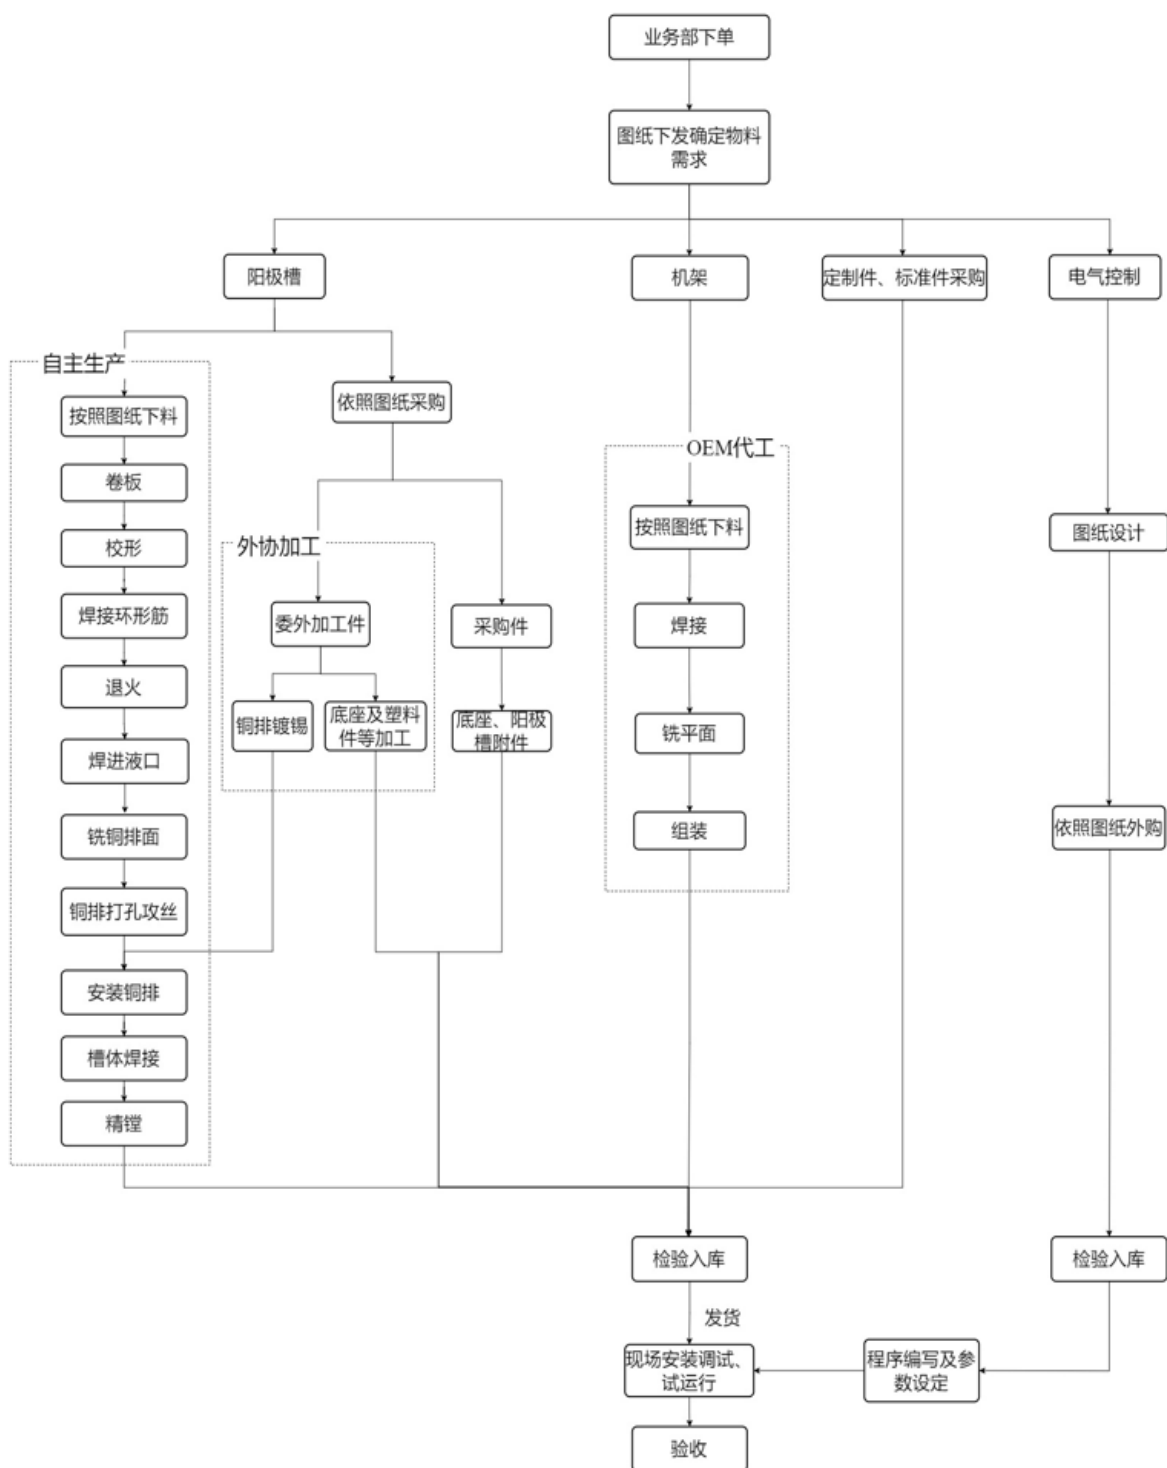 业务部下单
图纸下发确定物料
需求
阳极槽
机架
定制件、标准件采购
电气控制
自主生产
按照图纸下料
卷板
校形
焊接环形筋
退火
焊进液口
铣铜排面
铜排打孔攻丝
安装铜排
槽体焊接
精镗
依照图纸采购
外协加工
委外加工件
铜排镀锡
底座及塑料
件等加工
采购件
底座、阳极
槽附件
OEM代工
按照图纸下料
焊接
铣平面
组装
图纸设计
依照图纸外购
检验入库
检验入库
发货
现场安装调试、
试运行
程序编写及参
数设定
验收